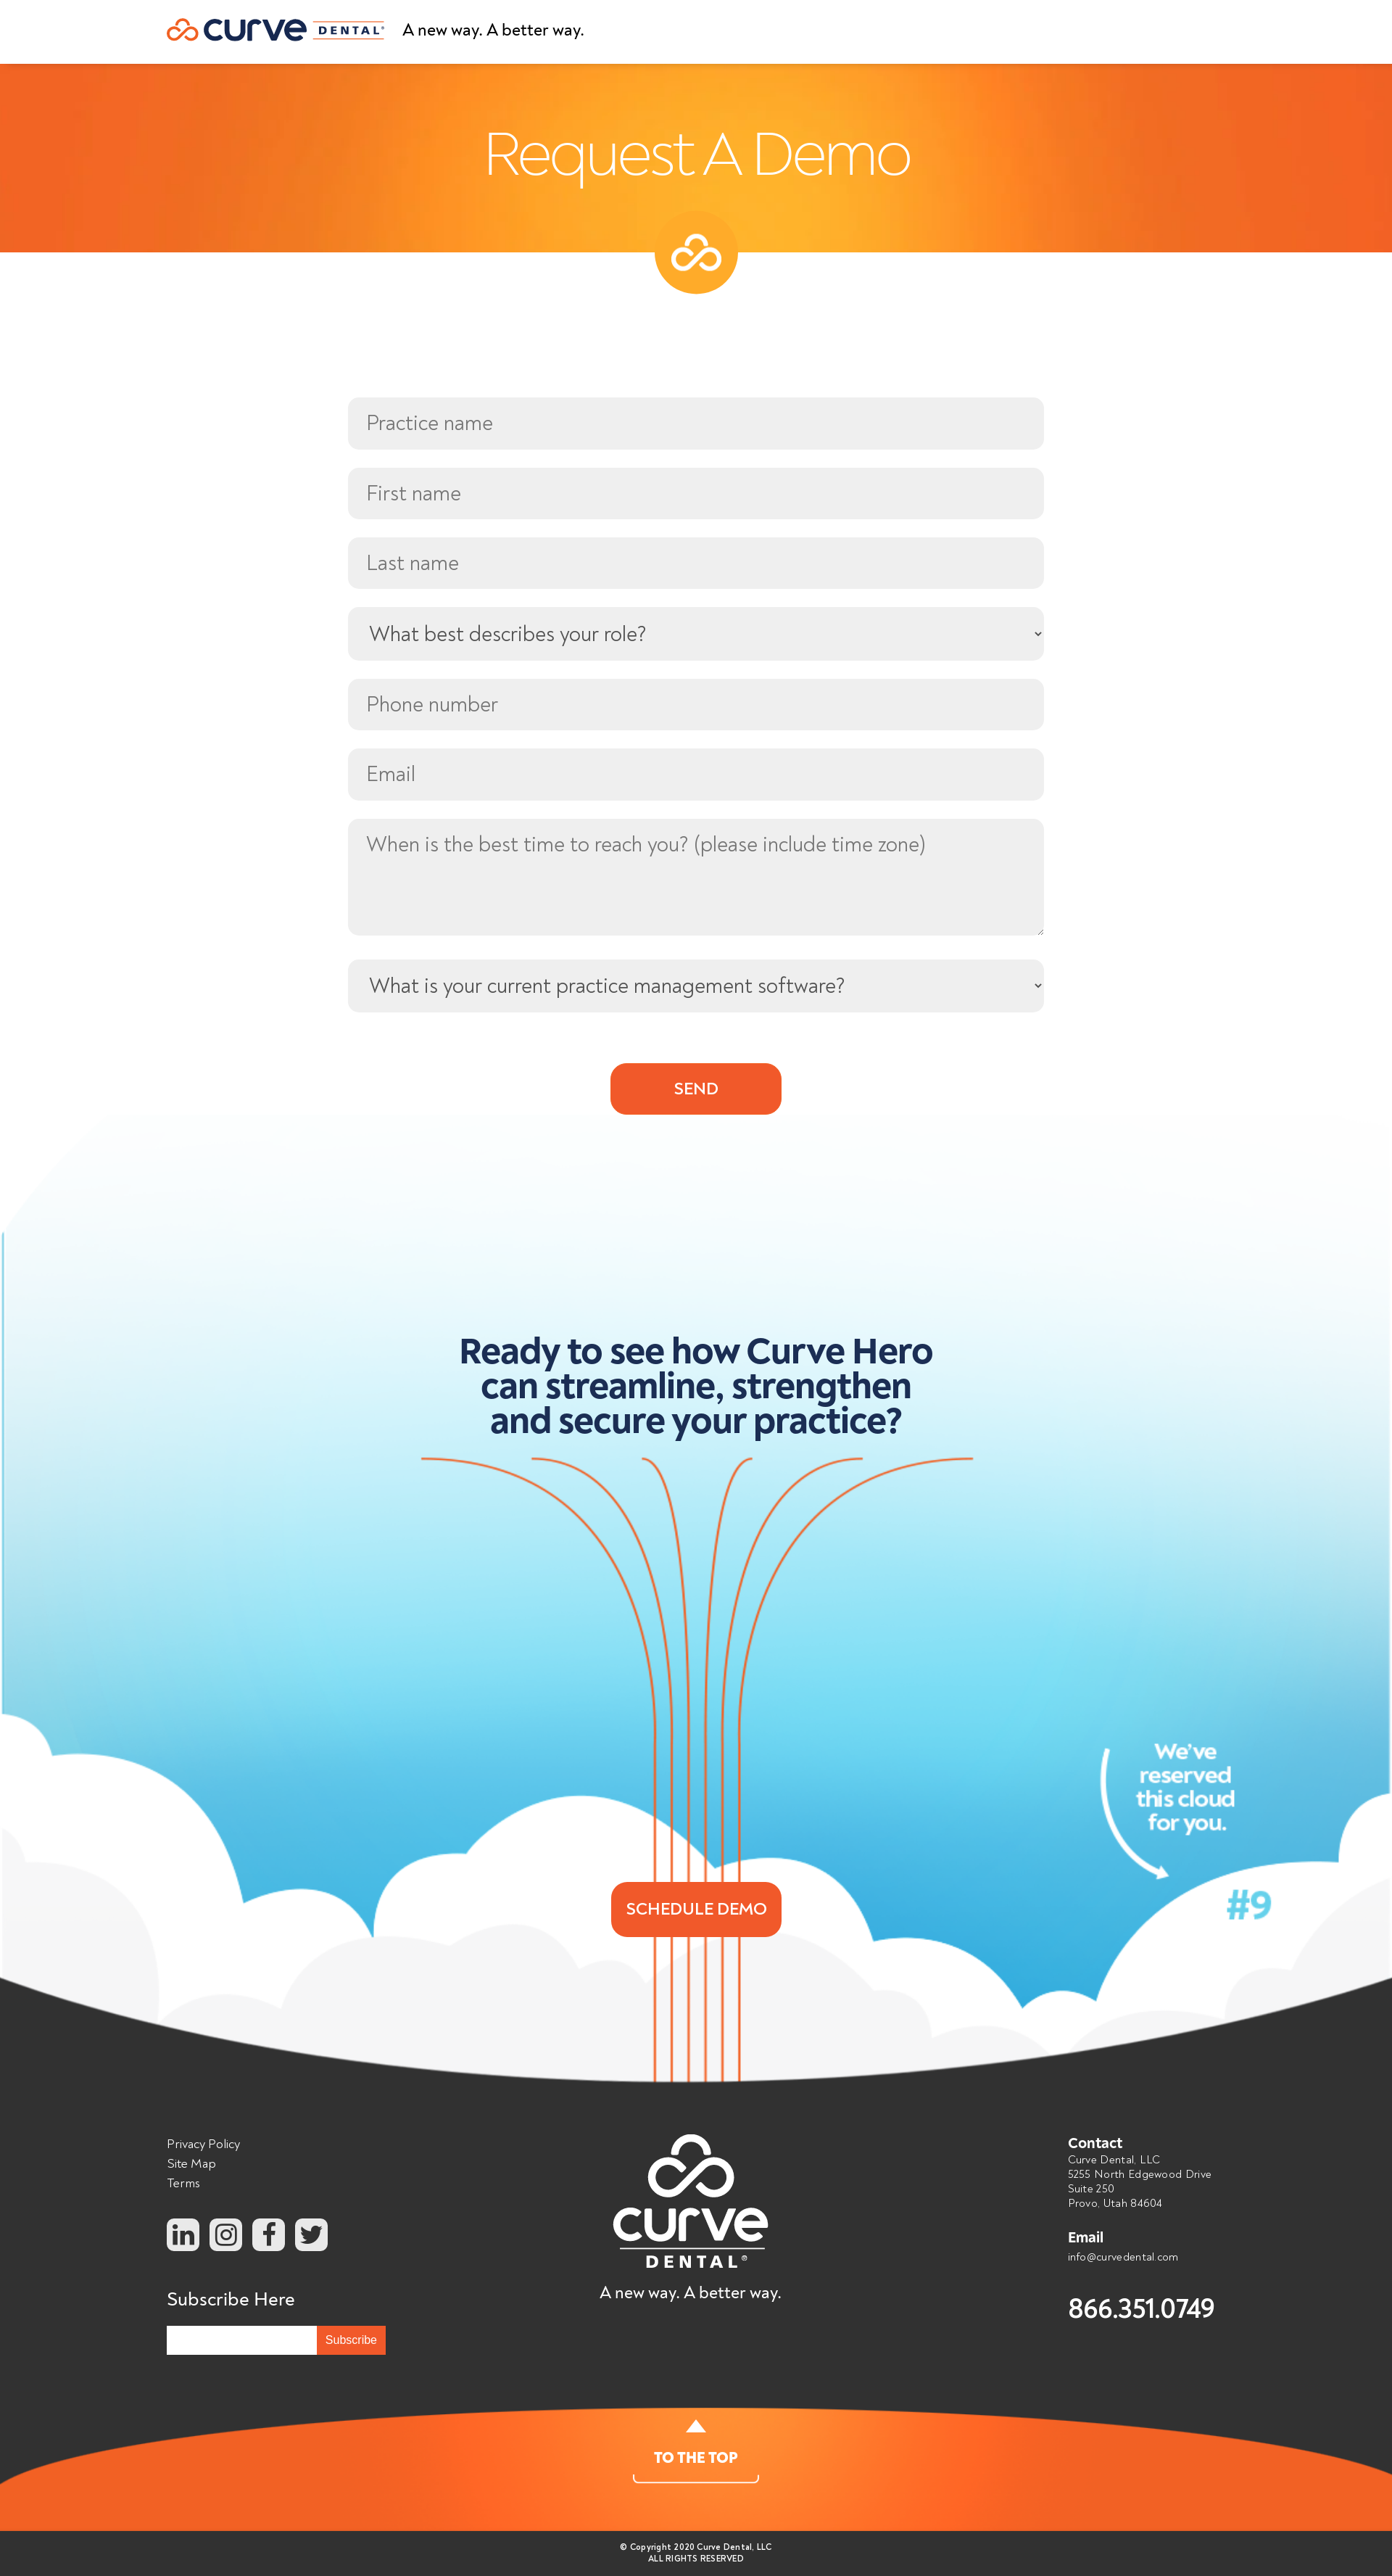 curve DENTAL® A new way. A better way.
Request A Demo
Practice name
First name
Last name
What best describes your role?
Phone number
Email
When is the best time to reach you? (please include time zone)
What is your current practice management software?
SEND
Ready to see how Curve Hero
can streamline, strengthen
and secure your practice?
We've
reserved
this cloud
for you.
#9
SCHEDULE DEMO
Privacy Policy
Site Map
Terms
in
f
Subscribe Here
Subscribe
curve
DENTAL®
A new way. A better way.
Contact
Curve Dental, LLC
5255 North Edgewood Drive
Suite 250
Provo, Utah 84604
Email
info@curvedental.com
866.351.0749
TO THE TOP
© Copyright 2020 Curve Dental, LLC
ALL RIGHTS RESERVED